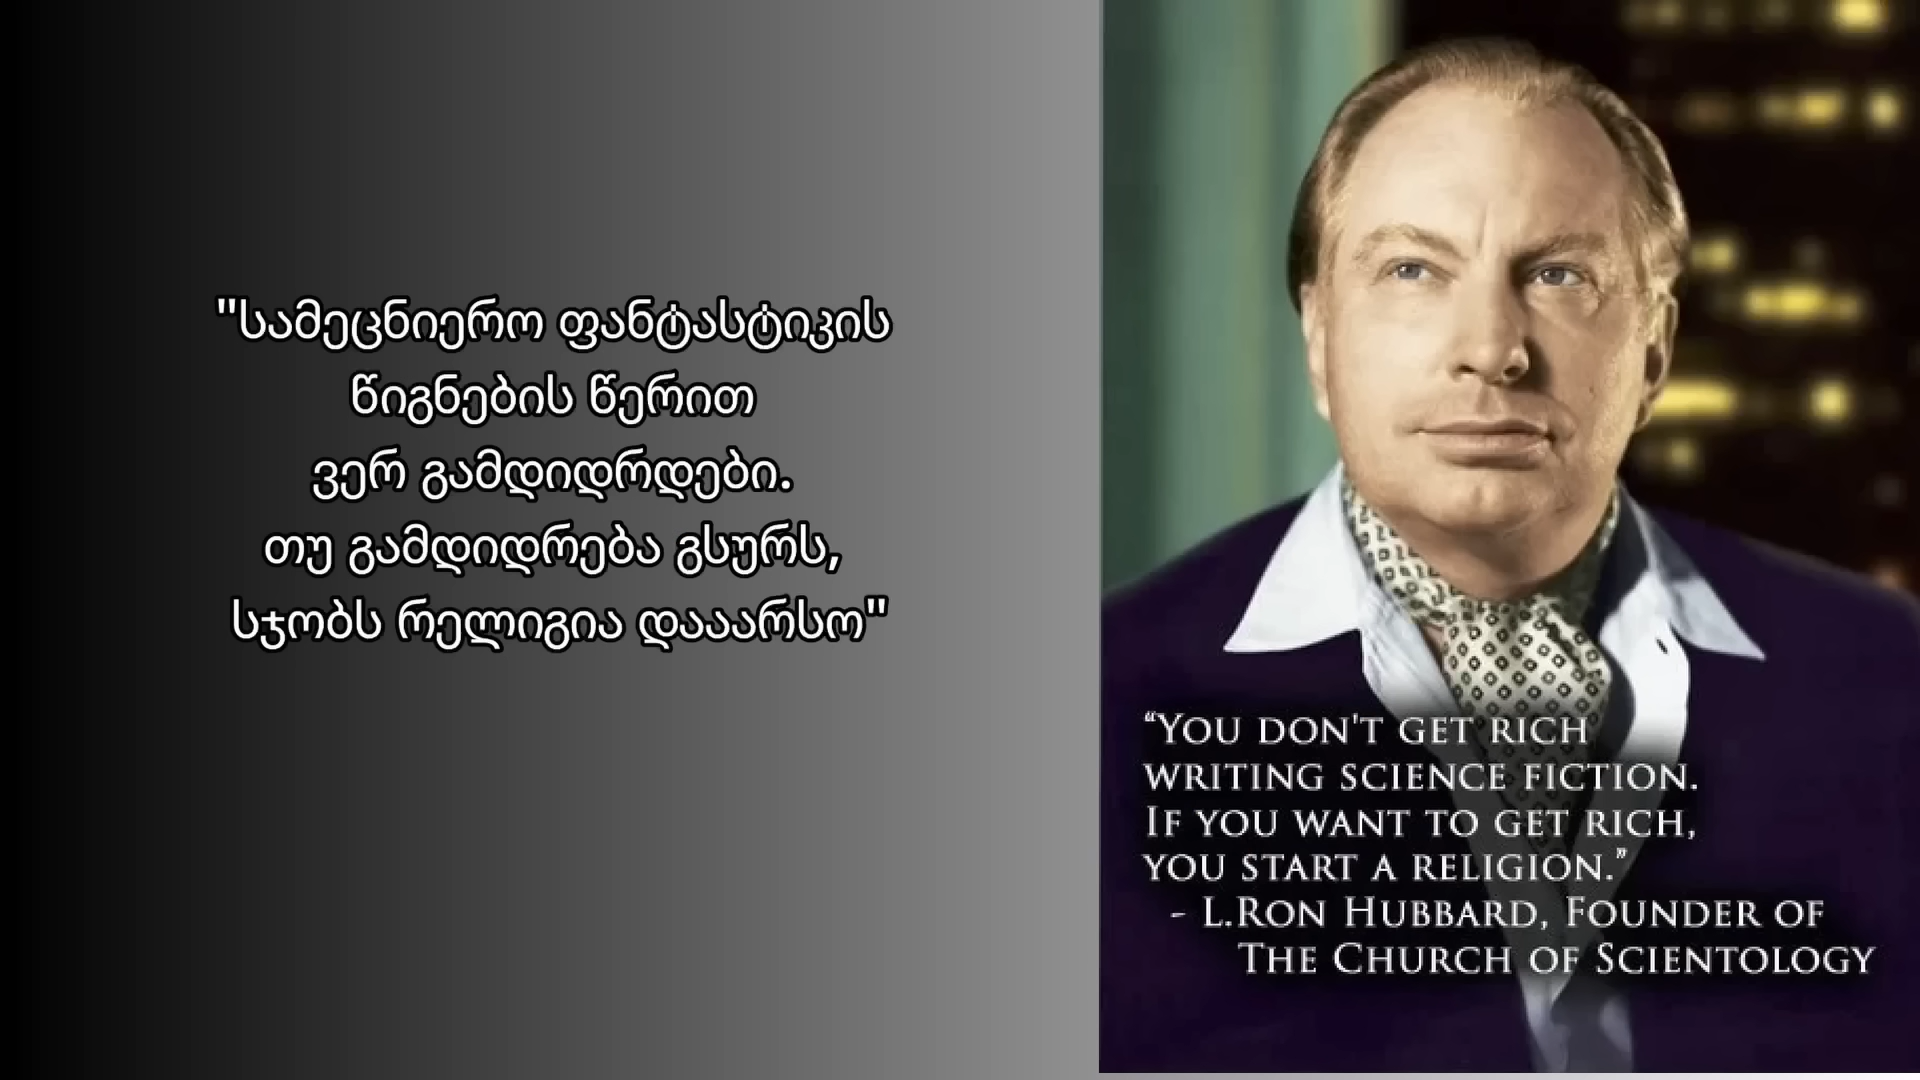 "სამეცნიერო ფანტასტიკის
წიგნების წერით
ვერ გამდიდრდები.
თუ გამდიდრება გსურს,
სჯობს რელიგია დააარსო"
“You don't get rich
writing science fiction.
If you want to get rich,
you start a religion.”
- L.Ron Hubbard, Founder of
The Church of Scientology